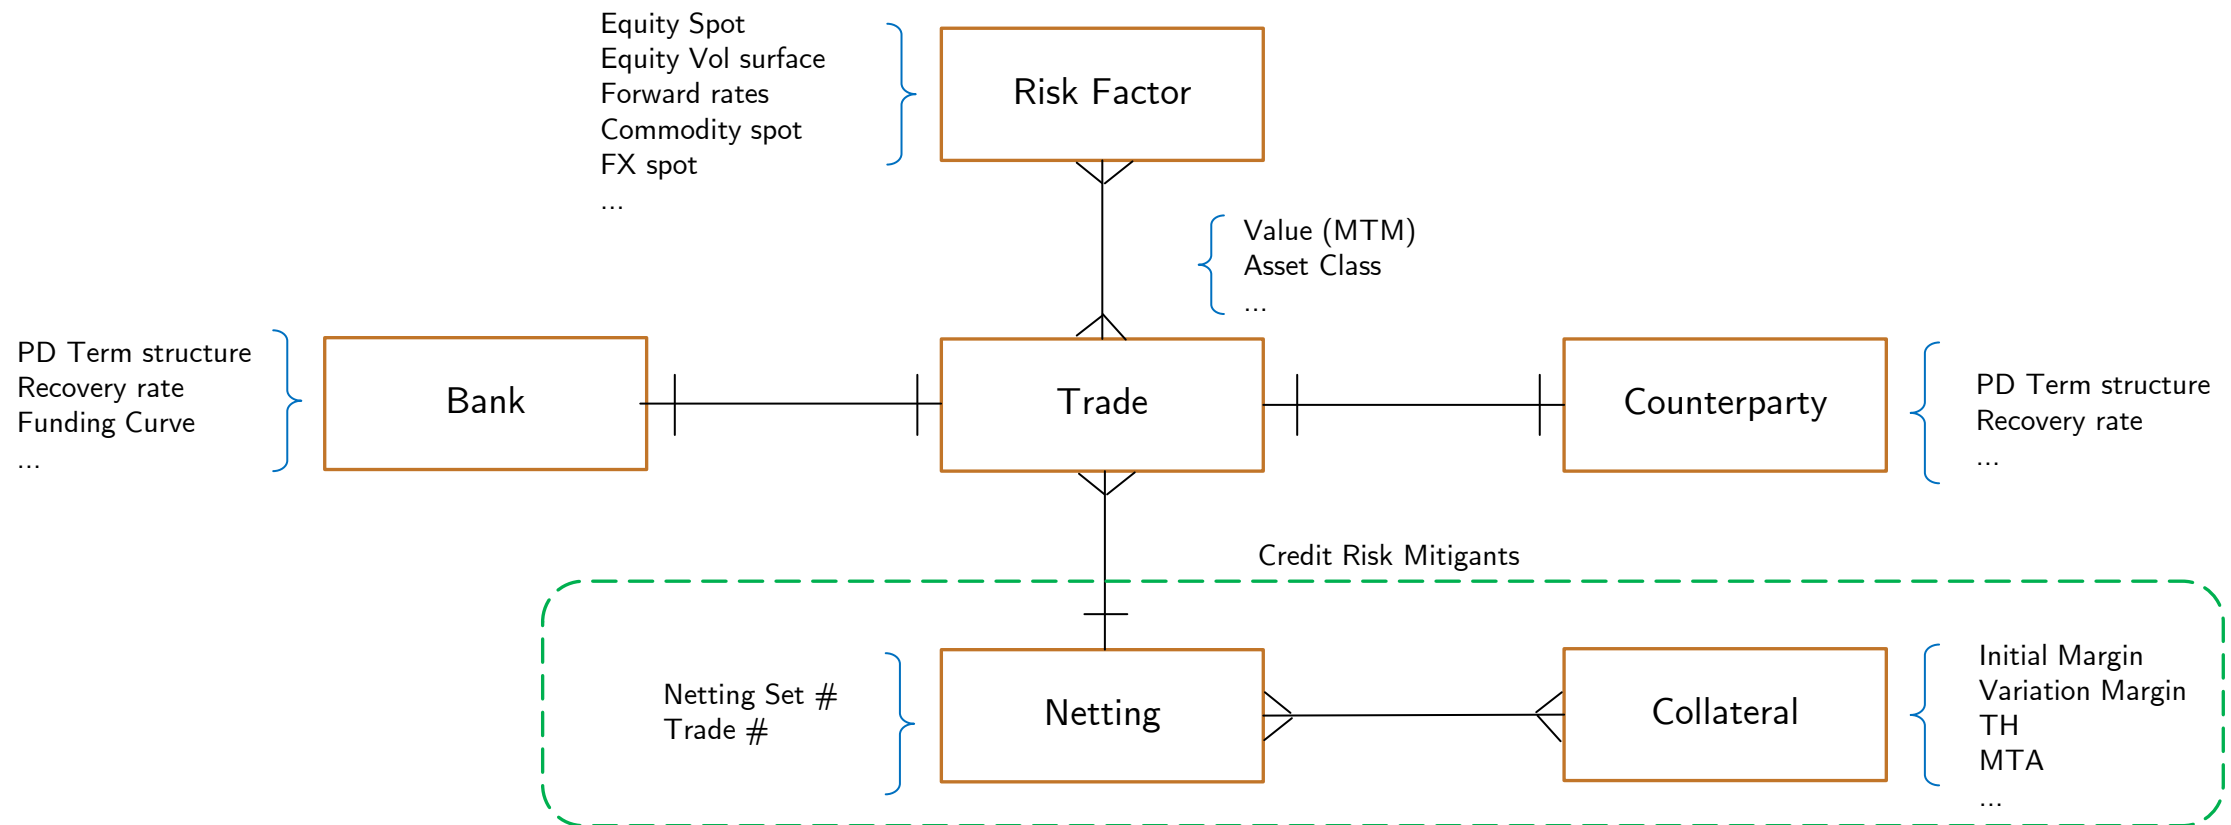 Equity Spot
Equity Vol surface
Forward rates
Commodity spot
FX spot
...
Risk Factor
Value (MTM)
Asset Class
...
PD Term structure
Recovery rate
Funding Curve
...
Bank
Trade
Counterparty
PD Term structure
Recovery rate
...
Credit Risk Mitigants
Netting Set #
Trade #
Netting
Collateral
Initial Margin
Variation Margin
TH
MTA
...